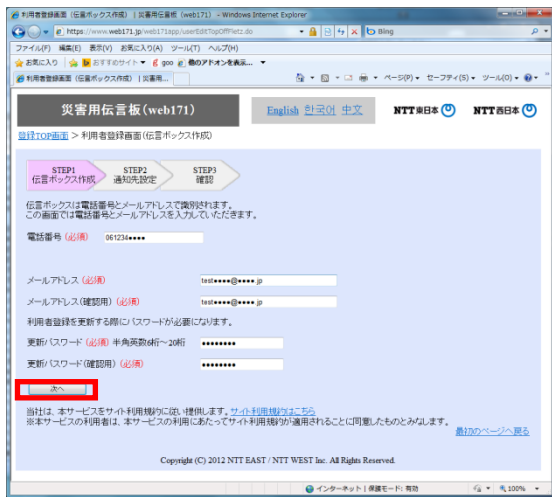 利用者登録画面（伝言ボックス作成）｜災害用伝言板（web171） - Windows Internet Explorer
https://www.web171.jp/web171app/userEditTopOffFletz.do
Bing
ファイル(F) 編集(E) 表示(V) お気に入り(A) ツール(T) ヘルプ(H)
お気に入り おすすめのサイト goo 他のアドオンを表示...
利用者登録画面（伝言ボックス作成）｜災害用... ページ(P) セーフティ(S) ツール(O)
災害用伝言板(web171) English 한국어 中文 NTT東日本 NTT西日本
登録TOP画面 > 利用者登録画面(伝言ボックス作成)
STEP1 STEP2 STEP3
伝言ボックス作成 通知先設定 確認
伝言ボックスは電話番号とメールアドレスで識別されます。
この画面では電話番号とメールアドレスを入力していただきます。
電話番号 (必須) 061234●●●●
メールアドレス (必須) test●●●●@●●●●.jp
メールアドレス(確認用) (必須) test●●●●@●●●●.jp
利用者登録を更新する際にパスワードが必要になります。
更新パスワード (必須) 半角英数6桁～20桁 ●●●●●●●●
更新パスワード(確認用) (必須) ●●●●●●●●
次へ
当社は、本サービスをサイト利用規約に従い提供します。サイト利用規約はこちら
※本サービスの利用者は、本サービスの利用にあたってサイト利用規約が適用されることに同意したものとみなします。
最初のページへ戻る
Copyright (C) 2012 NTT EAST / NTT WEST Inc. All Rights Reserved.
インターネット | 保護モード: 有効 100%